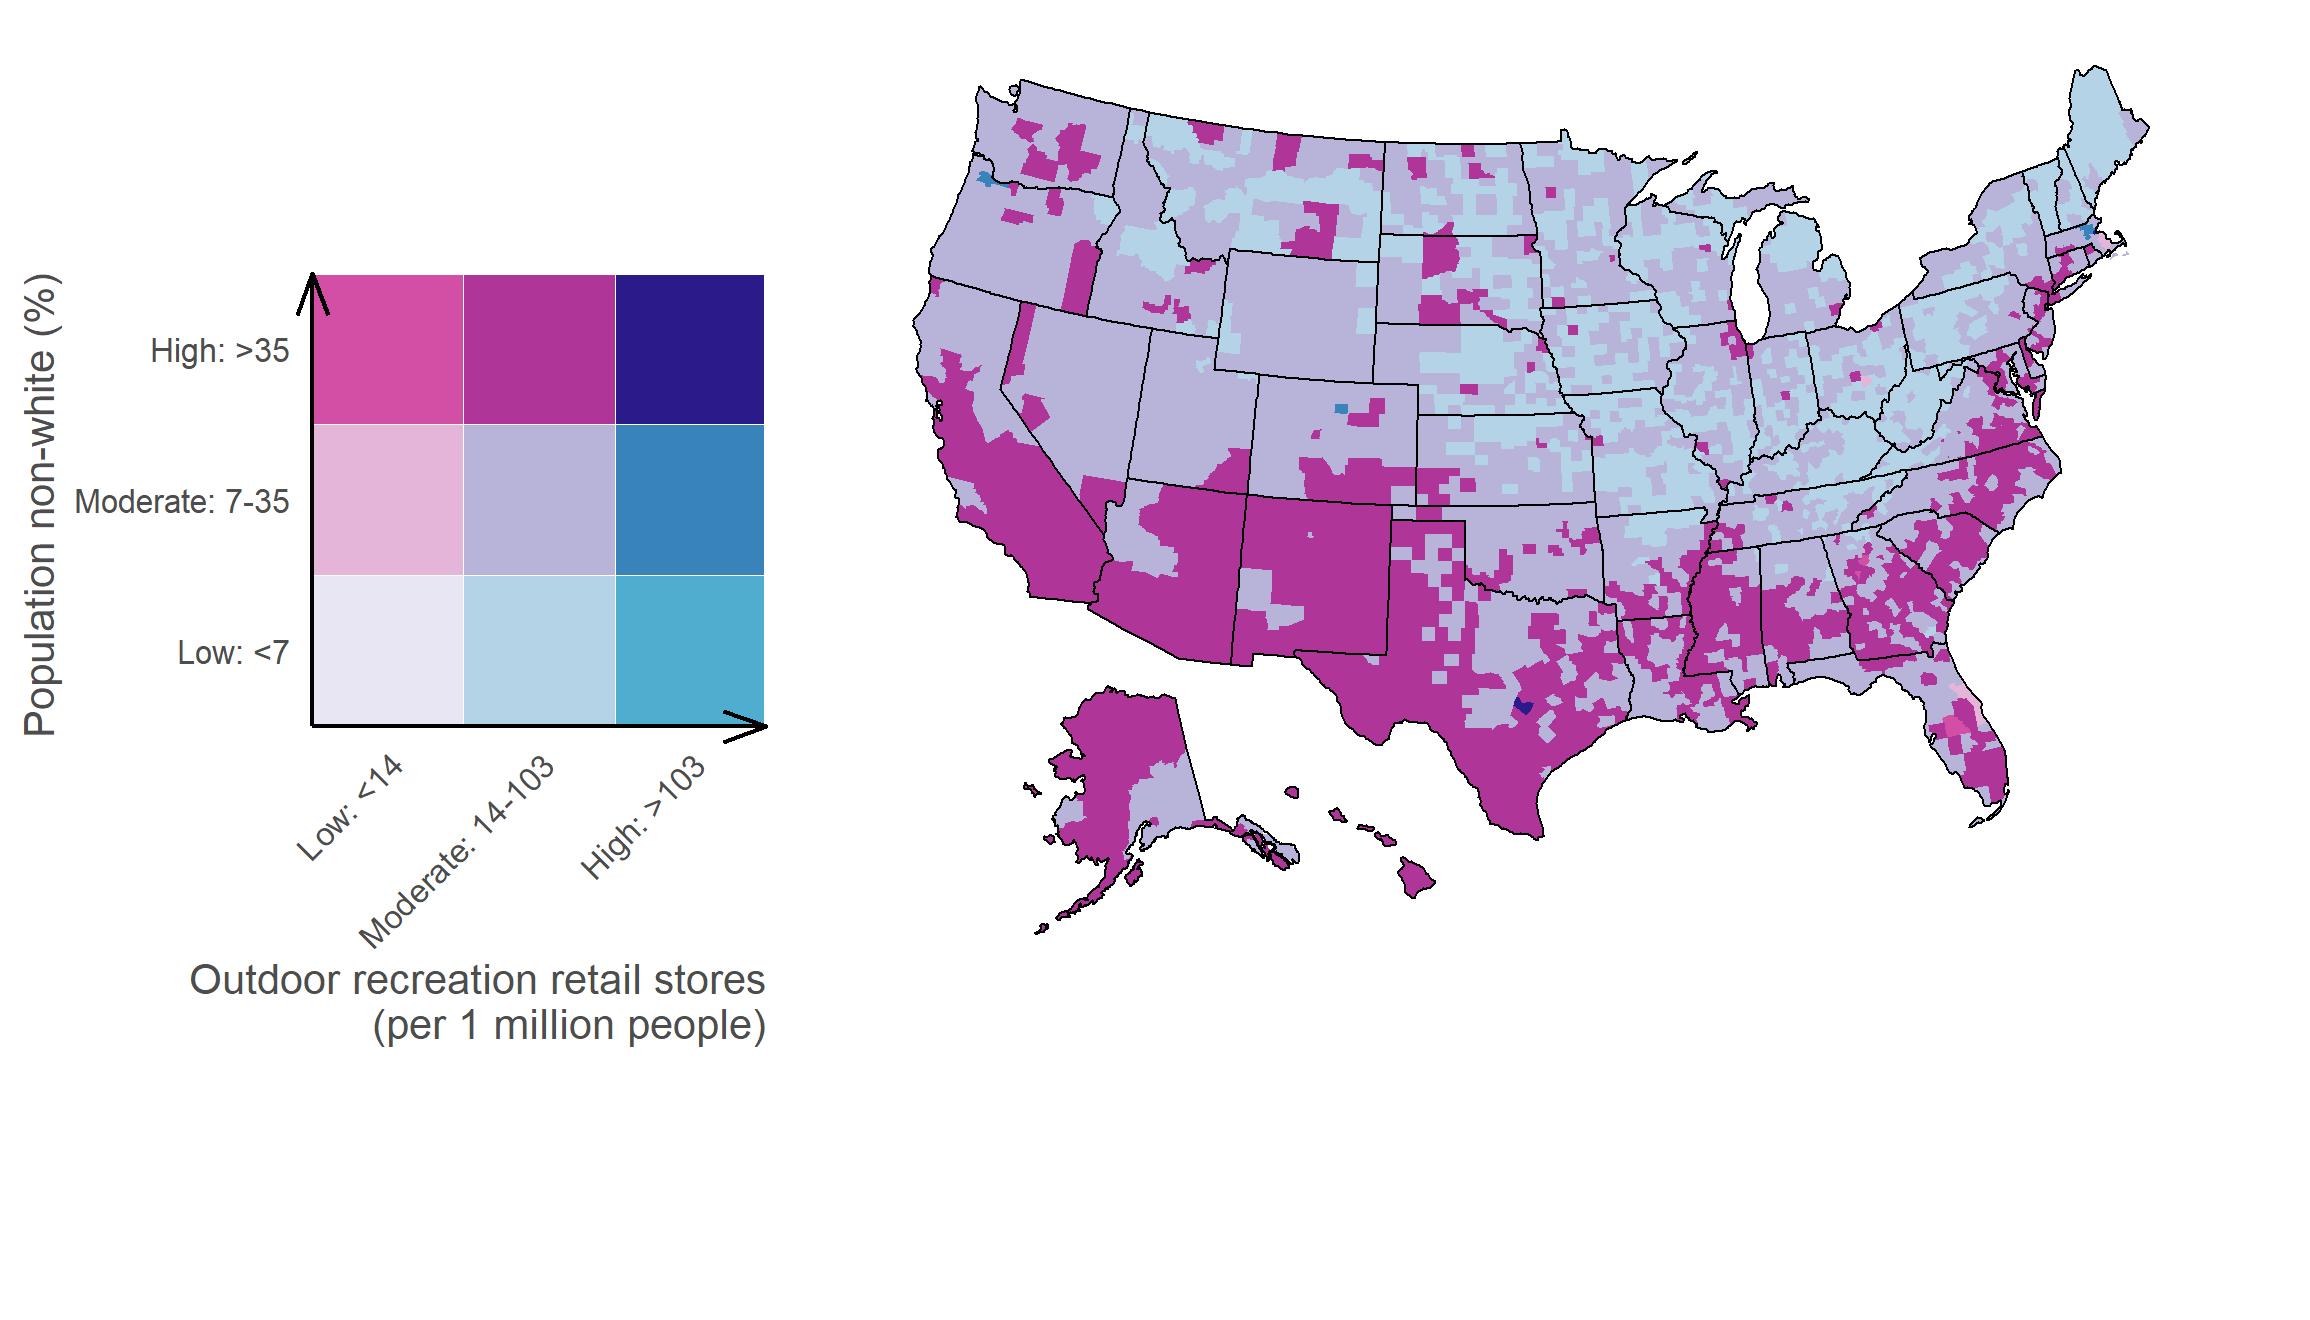 Population non-white (%)
High: >35
Moderate: 7-35
Low: <7
Low: <14
Moderate: 14-103
High: >103
Outdoor recreation retail stores
(per 1 million people)